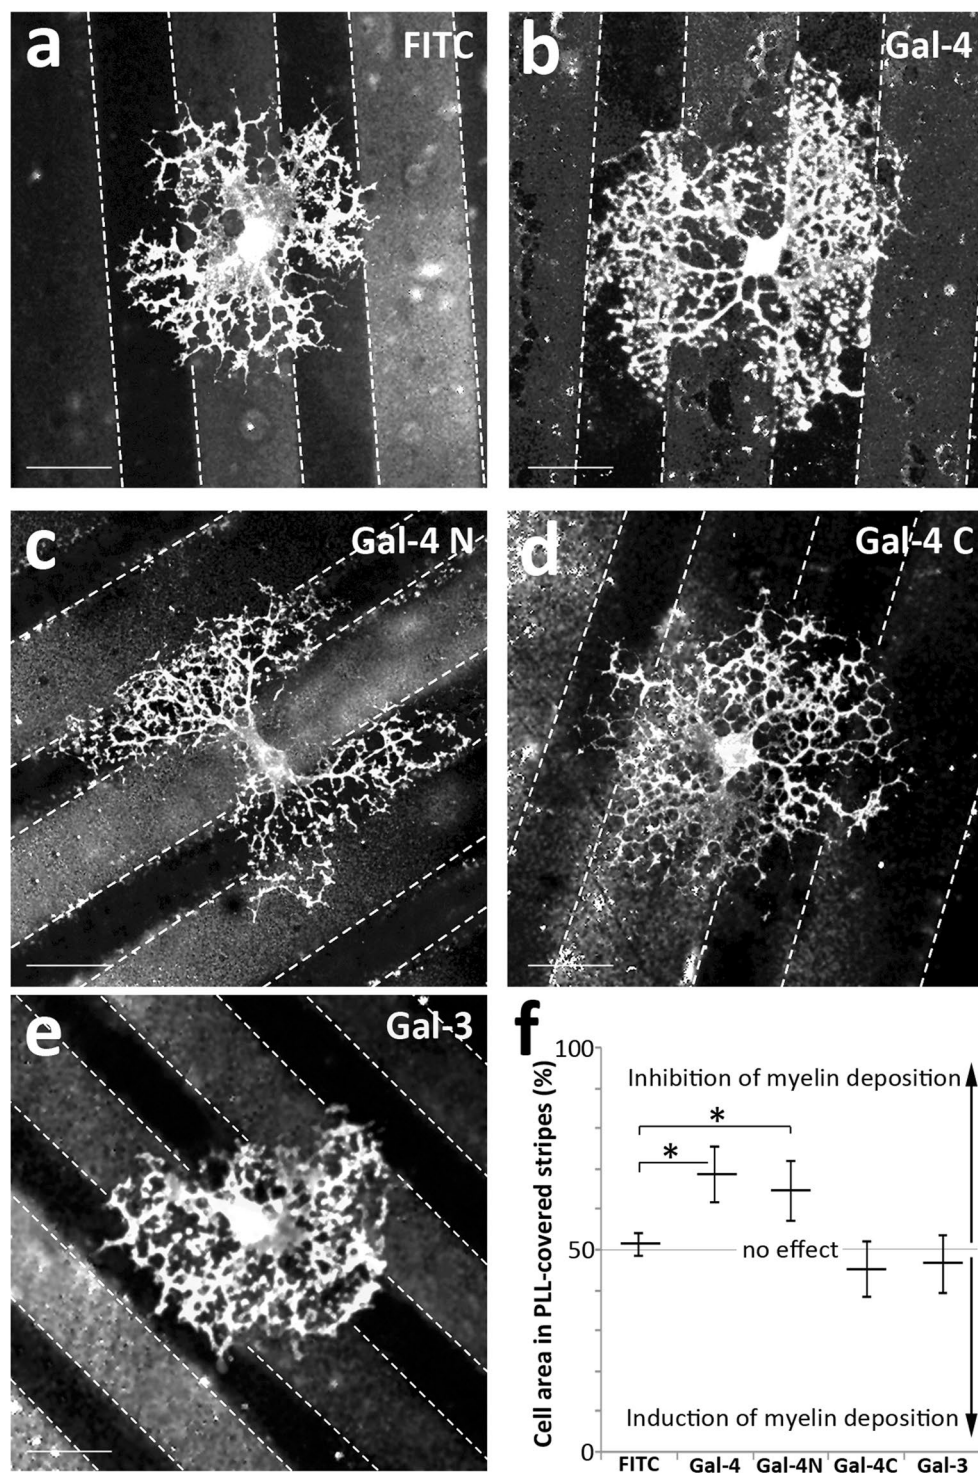 a
FITC
b
Gal-4
c
Gal-4 N
d
Gal-4 C
e
Gal-3
f
Cell area in PLL-covered stripes (%)
100
Inhibition of myelin deposition
*
*
50
no effect
Induction of myelin deposition
0
FITC Gal-4 Gal-4N Gal-4C Gal-3